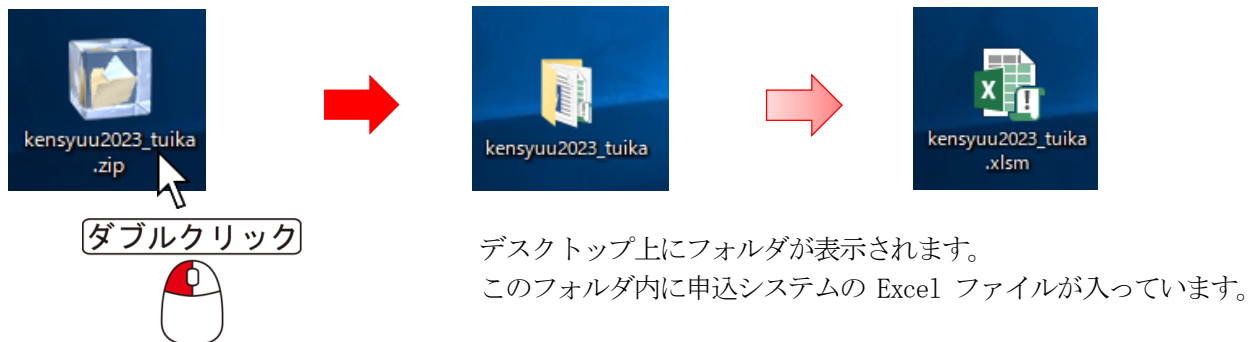 kensyuu2023_tuika
.zip
kensyuu2023_tuika
kensyuu2023_tuika
.xlsm
ダブルクリック
デスクトップ上にフォルダが表示されます。
このフォルダ内に申込システムの Excel ファイルが入っています。